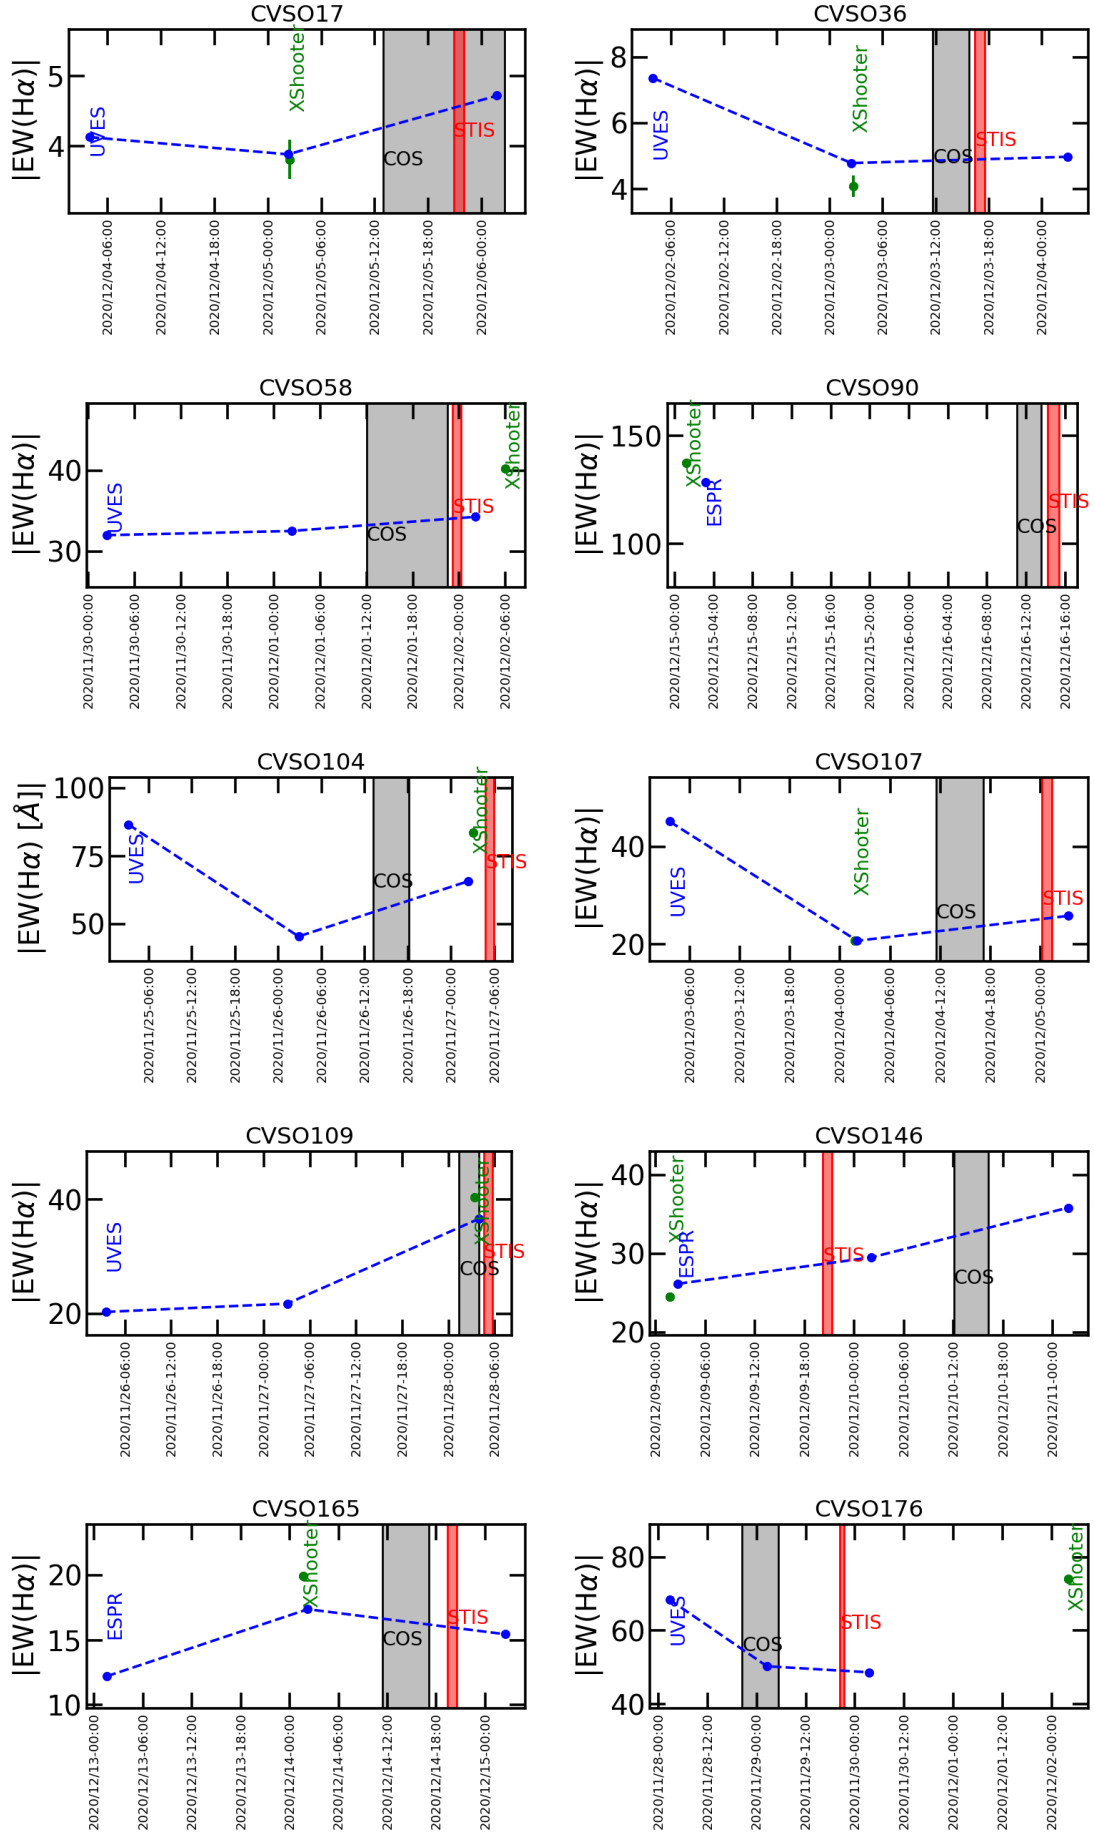 CVSO17
|EW(Hα)|
5
4
UVES
XShooter
COS
STIS
2020/12/04-06:00
2020/12/04-12:00
2020/12/04-18:00
2020/12/05-00:00
2020/12/05-06:00
2020/12/05-12:00
2020/12/05-18:00
2020/12/06-00:00
CVSO36
|EW(Hα)|
8
6
4
UVES
XShooter
COS
STIS
2020/12/02-06:00
2020/12/02-12:00
2020/12/02-18:00
2020/12/03-00:00
2020/12/03-06:00
2020/12/03-12:00
2020/12/03-18:00
2020/12/04-00:00
CVSO58
|EW(Hα)|
40
30
UVES
COS
STIS
XShooter
2020/11/30-00:00
2020/11/30-06:00
2020/11/30-12:00
2020/11/30-18:00
2020/12/01-00:00
2020/12/01-06:00
2020/12/01-12:00
2020/12/01-18:00
2020/12/02-00:00
2020/12/02-06:00
CVSO90
|EW(Hα)|
150
100
XShooter
ESPR
COS
STIS
2020/12/15-00:00
2020/12/15-04:00
2020/12/15-08:00
2020/12/15-12:00
2020/12/15-16:00
2020/12/15-20:00
2020/12/16-00:00
2020/12/16-04:00
2020/12/16-08:00
2020/12/16-12:00
2020/12/16-16:00
CVSO104
|EW(Hα) [Å]|
100
75
50
UVES
COS
XShooter
STIS
2020/11/25-06:00
2020/11/25-12:00
2020/11/25-18:00
2020/11/26-00:00
2020/11/26-06:00
2020/11/26-12:00
2020/11/26-18:00
2020/11/27-00:00
2020/11/27-06:00
CVSO107
|EW(Hα)|
40
20
UVES
XShooter
COS
STIS
2020/12/03-06:00
2020/12/03-12:00
2020/12/03-18:00
2020/12/04-00:00
2020/12/04-06:00
2020/12/04-12:00
2020/12/04-18:00
2020/12/05-00:00
CVSO109
|EW(Hα)|
40
20
UVES
COS
XShooter
STIS
2020/11/26-06:00
2020/11/26-12:00
2020/11/26-18:00
2020/11/27-00:00
2020/11/27-06:00
2020/11/27-12:00
2020/11/27-18:00
2020/11/28-00:00
2020/11/28-06:00
CVSO146
|EW(Hα)|
40
30
20
XShooter
ESPR
STIS
COS
2020/12/09-00:00
2020/12/09-06:00
2020/12/09-12:00
2020/12/09-18:00
2020/12/10-00:00
2020/12/10-06:00
2020/12/10-12:00
2020/12/10-18:00
2020/12/11-00:00
CVSO165
|EW(Hα)|
20
15
10
ESPR
XShooter
COS
STIS
2020/12/13-00:00
2020/12/13-06:00
2020/12/13-12:00
2020/12/13-18:00
2020/12/14-00:00
2020/12/14-06:00
2020/12/14-12:00
2020/12/14-18:00
2020/12/15-00:00
CVSO176
|EW(Hα)|
80
60
40
UVES
COS
STIS
XShooter
2020/11/28-00:00
2020/11/28-12:00
2020/11/29-00:00
2020/11/29-12:00
2020/11/30-00:00
2020/11/30-12:00
2020/12/01-00:00
2020/12/01-12:00
2020/12/02-00:00